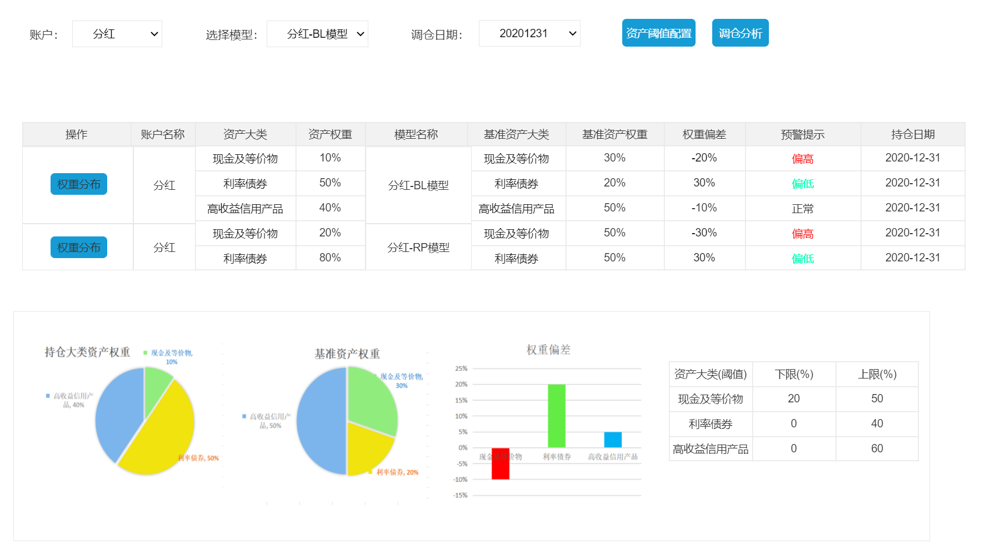 账户： 分红 选择模型： 分红-BL模型 调仓日期： 20201231 资产阈值配置 调仓分析
操作 账户名称 资产大类 资产权重 模型名称 基准资产大类 基准资产权重 权重偏差 预警提示 持仓日期
现金及等价物 10% 现金及等价物 30% -20% 偏高 2020-12-31
权重分布 分红 利率债券 50% 分红-BL模型 利率债券 20% 30% 偏低 2020-12-31
高收益信用产品 40% 高收益信用产品 50% -10% 正常 2020-12-31
现金及等价物 20% 现金及等价物 50% -30% 偏高 2020-12-31
权重分布 分红 分红-RP模型
利率债券 80% 利率债券 50% 30% 偏低 2020-12-31
持仓大类资产权重
现金及等价物,
10%
高收益信用产
品, 40%
利率债券, 50%
基准资产权重
现金及等价物,
30%
高收益信用产
品, 50%
利率债券, 20%
权重偏差
25%
20%
15%
10%
5%
0%
-5%
-10%
-15%
现金及等价物 利率债券 高收益信用产品
资产大类(阈值) 下限(%) 上限(%)
现金及等价物 20 50
利率债券 0 40
高收益信用产品 0 60